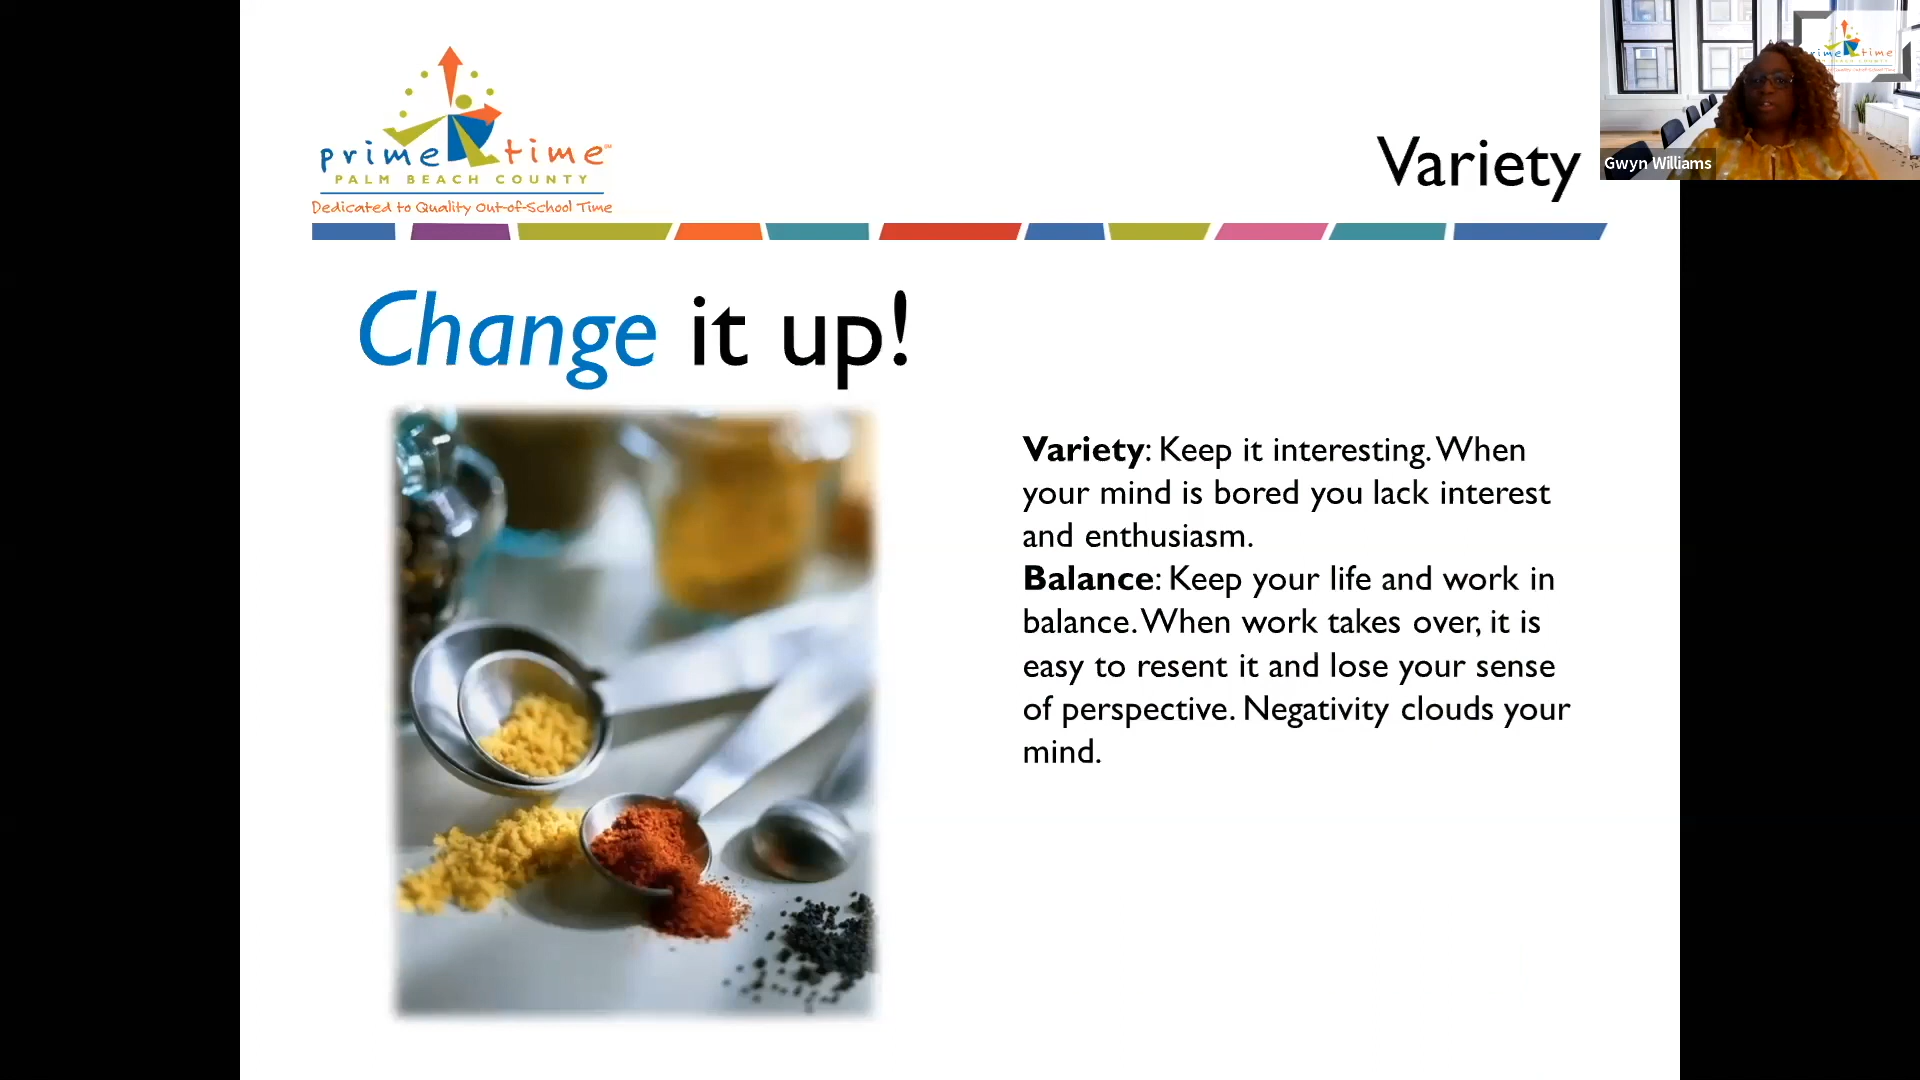 prime time
PALM BEACH COUNTY
Dedicated to Quality Out-of-School Time
Variety
Gwyn Williams
Change it up!
Variety: Keep it interesting. When
your mind is bored you lack interest
and enthusiasm.
Balance: Keep your life and work in
balance. When work takes over, it is
easy to resent it and lose your sense
of perspective. Negativity clouds your
mind.